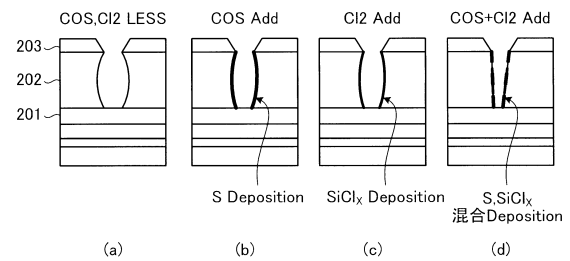 COS,Cl2 LESS COS Add Cl2 Add COS+Cl2 Add
203
202
201
S Deposition SiClX Deposition S,SiClX
混合Deposition
(a) (b) (c) (d)